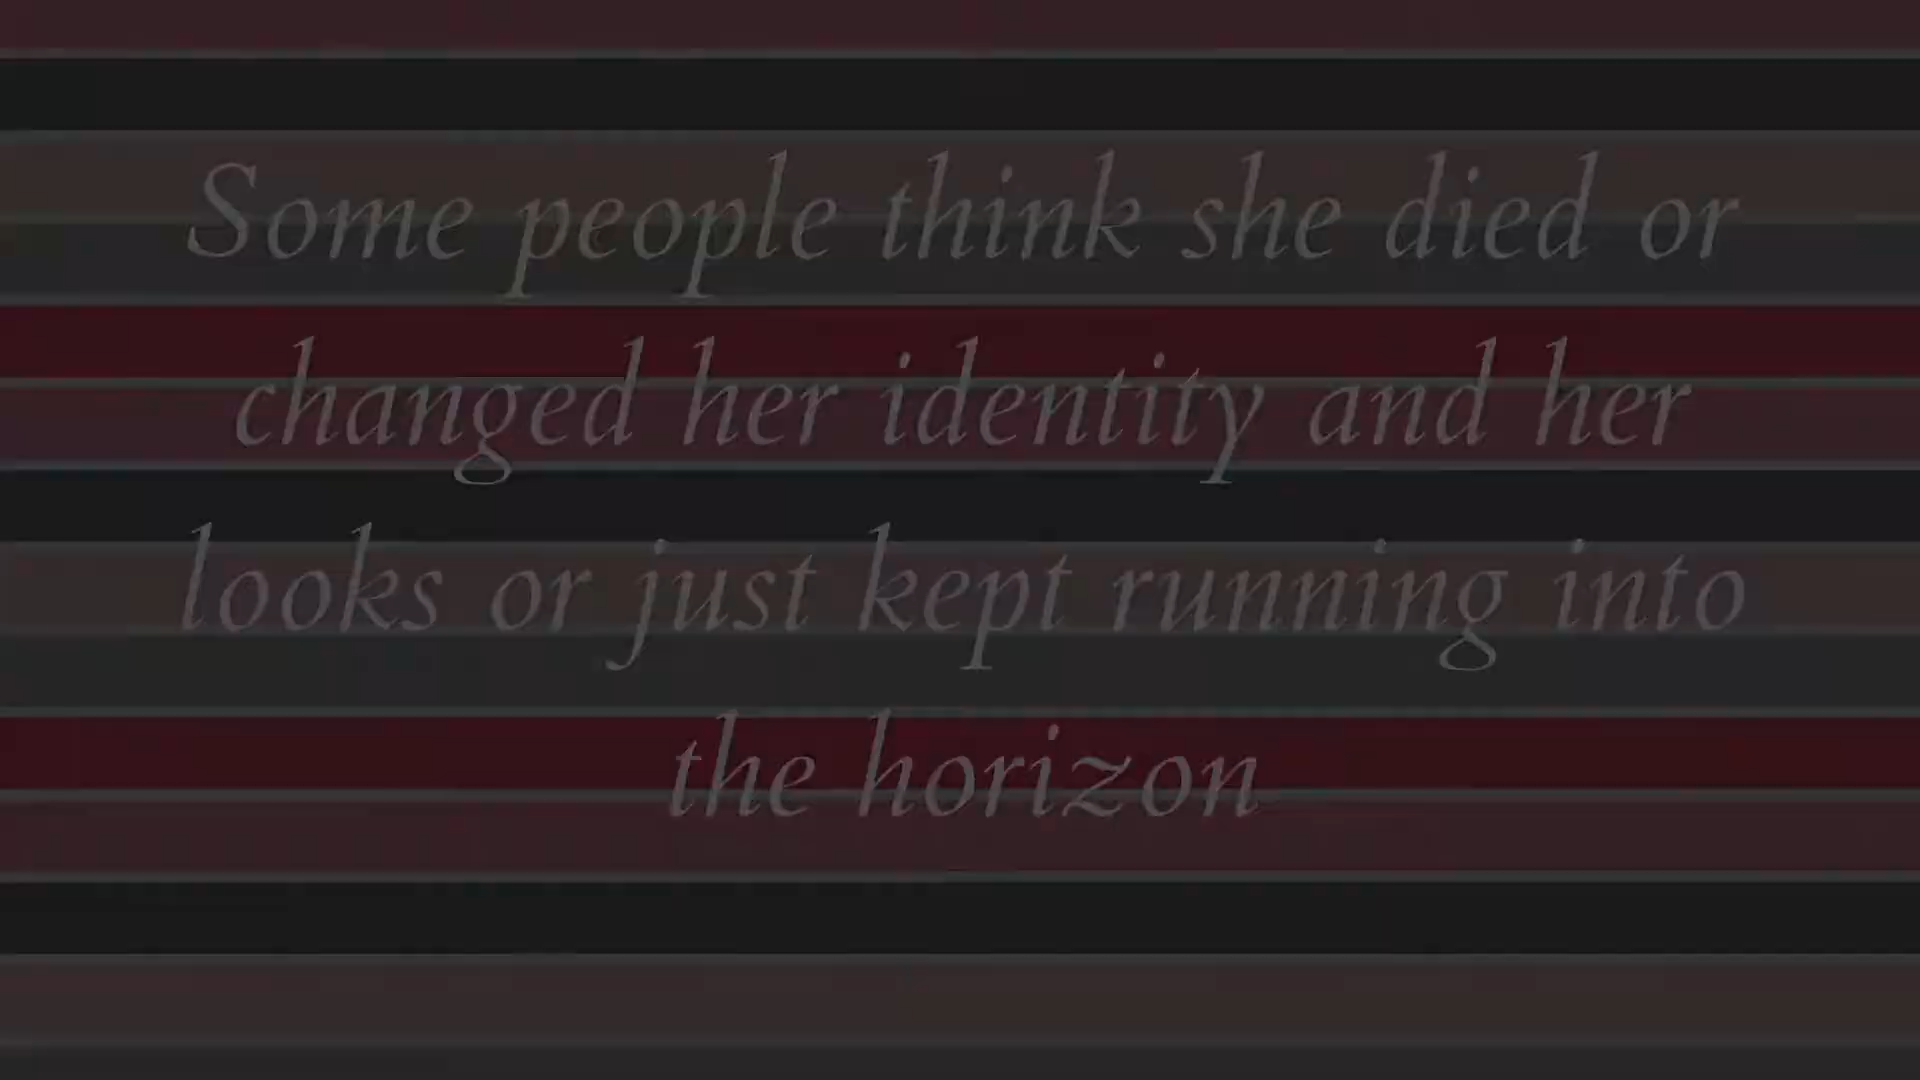 Some people think she died or
changed her identity and her
looks or just kept running into
the horizon